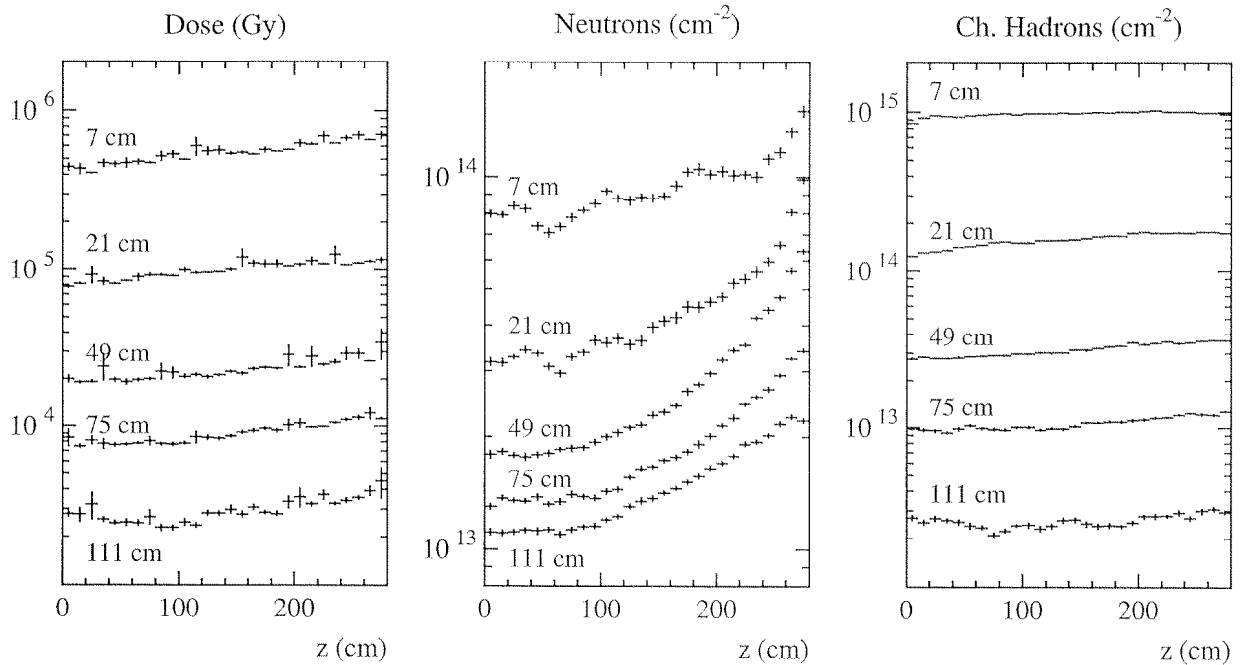 Dose (Gy)
10^6
7 cm
21 cm
10^5
49 cm
75 cm
10^4
111 cm
0 100 200
z (cm)
Neutrons (cm^-2)
10^14
7 cm
21 cm
49 cm
75 cm
10^13
111 cm
0 100 200
z (cm)
Ch. Hadrons (cm^-2)
10^15
7 cm
21 cm
10^14
49 cm
75 cm
10^13
111 cm
0 100 200
z (cm)